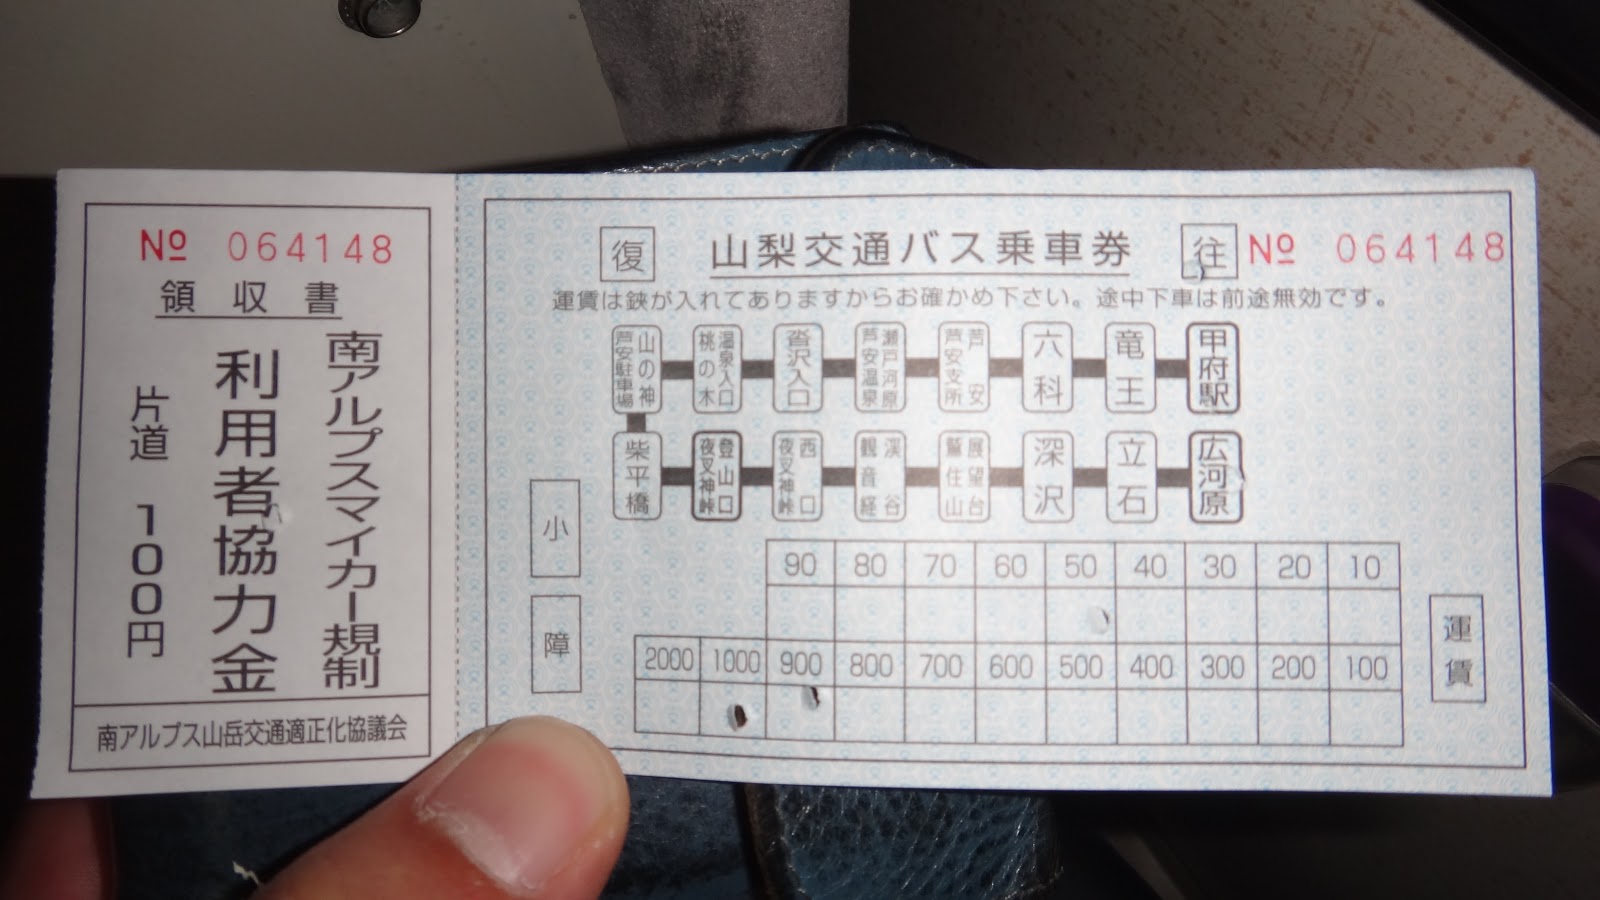 № 064148
領収書
南アルプスマイカー規制
利用者協力金
片道 100円
南アルプス山岳交通適正化協議会
復 山梨交通バス乗車券 往 № 064148
運賃は鋏が入れてありますからお確かめ下さい。途中下車は前途無効です。
山の神 芦安駐車場 温泉入口 桃の木 沓沢入口 瀬戸河原 芦安温泉 芦安 芦安支所 六科 竜王 甲府駅
柴平橋 登山口 夜叉神峠 西口 夜叉神峠 渓谷 観音経 展望台 鷲住山 深沢 立石 広河原
小
障
90 80 70 60 50 40 30 20 10
2000 1000 900 800 700 600 500 400 300 200 100
運賃